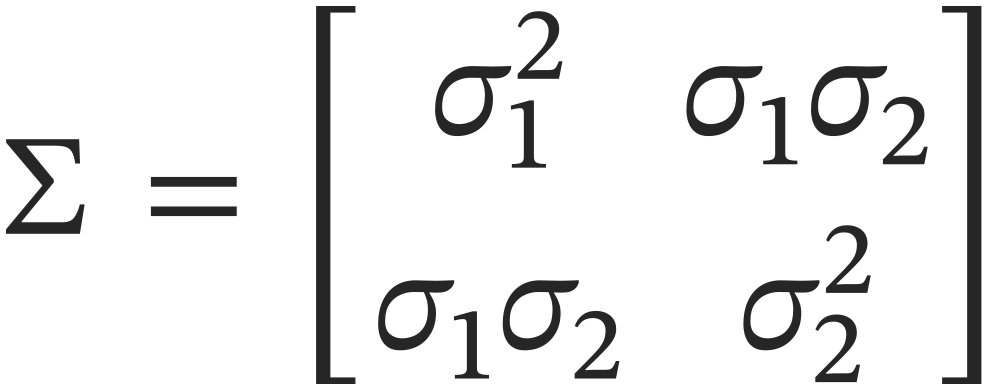 Σ = [ σ₁² σ₁σ₂
σ₁σ₂ σ₂² ]